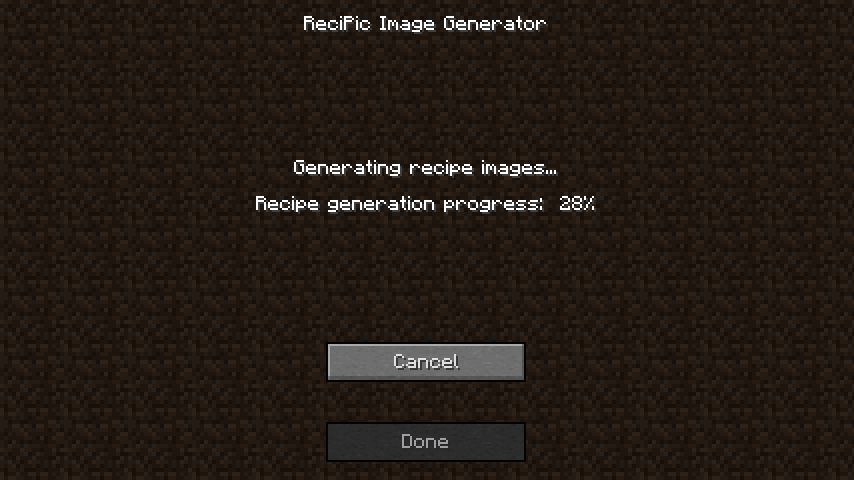 ReciPic Image Generator
Generating recipe images...
Recipe generation progress: 28%
Cancel
Done